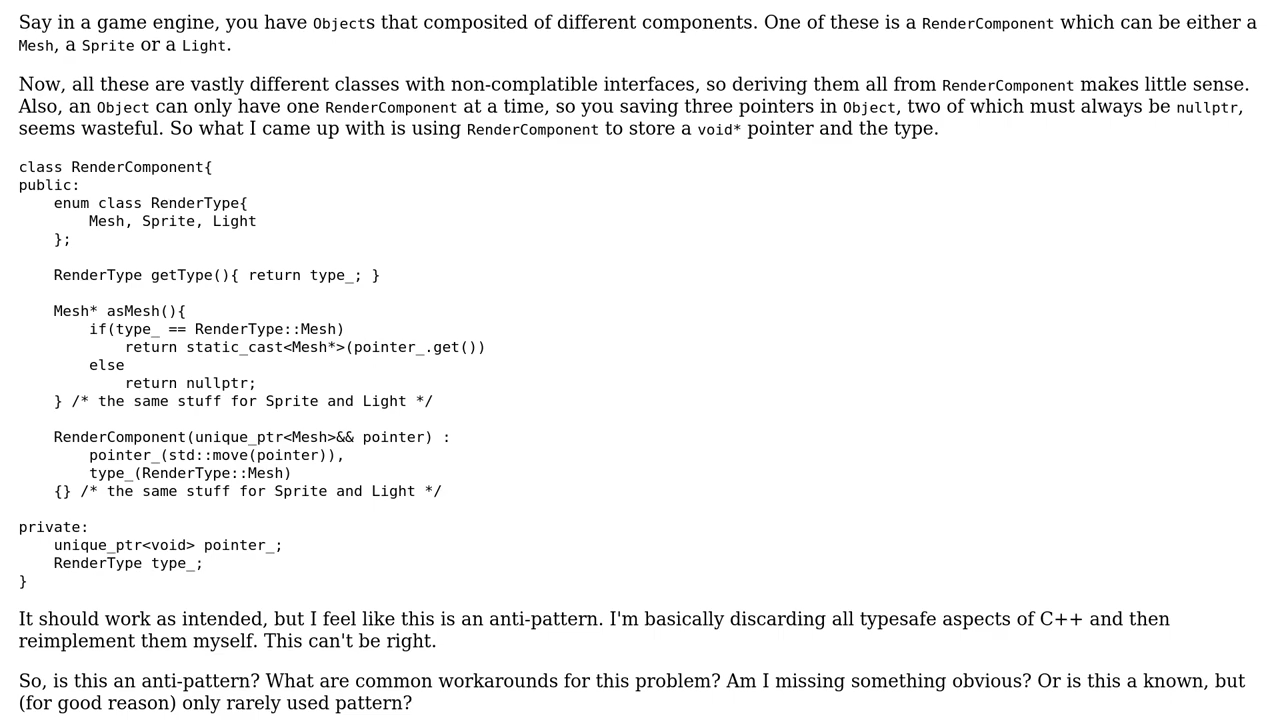 Say in a game engine, you have Objects that composited of different components. One of these is a RenderComponent which can be either a
Mesh, a Sprite or a Light.
Now, all these are vastly different classes with non-complatible interfaces, so deriving them all from RenderComponent makes little sense.
Also, an Object can only have one RenderComponent at a time, so you saving three pointers in Object, two of which must always be nullptr,
seems wasteful. So what I came up with is using RenderComponent to store a void* pointer and the type.
class RenderComponent{
public:
    enum class RenderType{
        Mesh, Sprite, Light
    };
    RenderType getType(){ return type_; }
    Mesh* asMesh(){
        if(type_ == RenderType::Mesh)
            return static_cast<Mesh*>(pointer_.get())
        else
            return nullptr;
    } /* the same stuff for Sprite and Light */
    RenderComponent(unique_ptr<Mesh>&& pointer) :
        pointer_(std::move(pointer)),
        type_(RenderType::Mesh)
    {} /* the same stuff for Sprite and Light */
private:
    unique_ptr<void> pointer_;
    RenderType type_;
}
It should work as intended, but I feel like this is an anti-pattern. I'm basically discarding all typesafe aspects of C++ and then
reimplement them myself. This can't be right.
So, is this an anti-pattern? What are common workarounds for this problem? Am I missing something obvious? Or is this a known, but
(for good reason) only rarely used pattern?